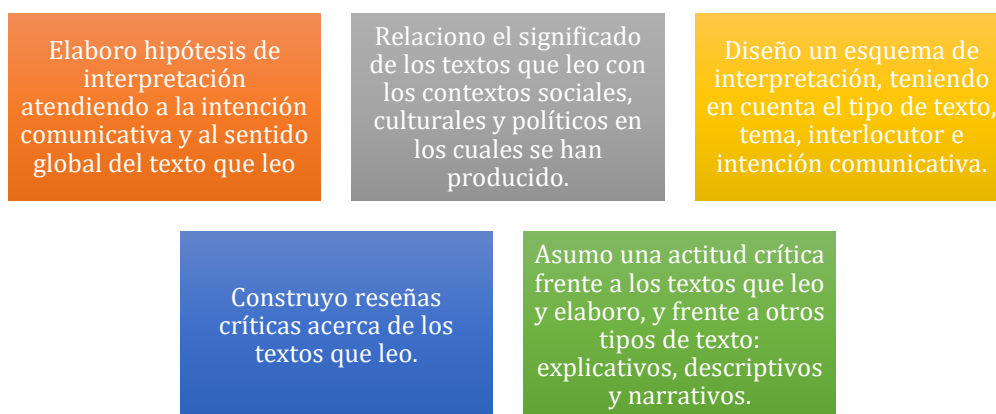 Elaboro hipótesis de
interpretación
atendiendo a la intención
comunicativa y al sentido
global del texto que leo
Relaciono el significado
de los textos que leo con
los contextos sociales,
culturales y políticos en
los cuales se han
producido.
Diseño un esquema de
interpretación, teniendo
en cuenta el tipo de texto,
tema, interlocutor e
intención comunicativa.
Construyo reseñas
críticas acerca de los
textos que leo.
Asumo una actitud crítica
frente a los textos que leo
y elaboro, y frente a otros
tipos de texto:
explicativos, descriptivos
y narrativos.